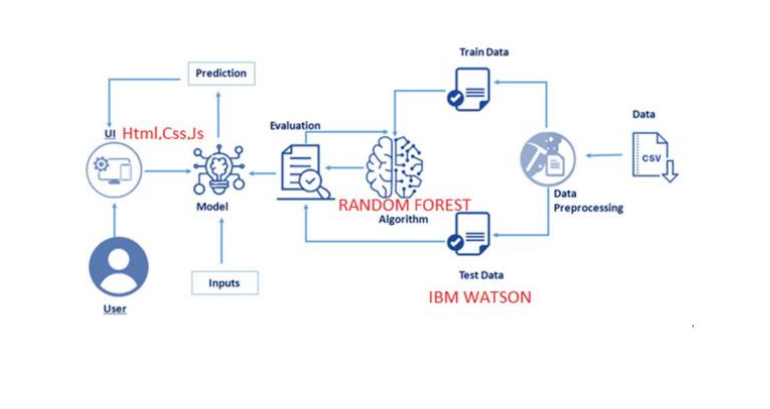 Train Data
Prediction
Data
UI Html,Css,Js
Evaluation
CSV
Model
RANDOM FOREST
Algorithm
Data
Preprocessing
Inputs
Test Data
IBM WATSON
User